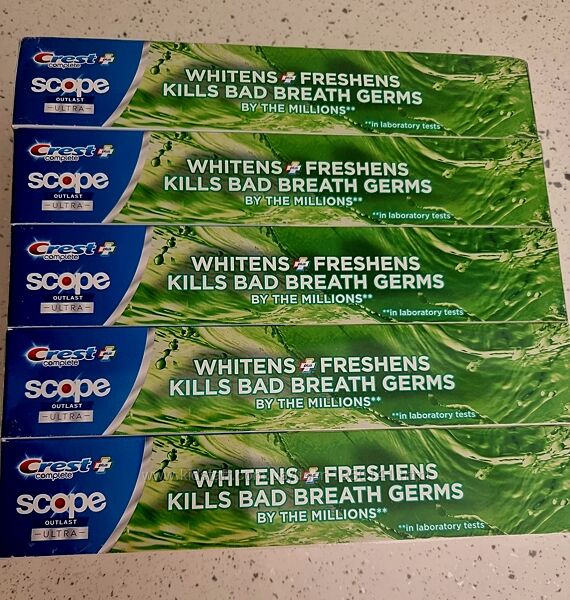 Crest +
complete
scope
OUTLAST
-ULTRA-
WHITENS + FRESHENS
KILLS BAD BREATH GERMS
BY THE MILLIONS**
**in laboratory tests
Crest +
complete
scope
OUTLAST
-ULTRA-
WHITENS + FRESHENS
KILLS BAD BREATH GERMS
BY THE MILLIONS**
**in laboratory tests
Crest +
complete
scope
OUTLAST
-ULTRA-
WHITENS + FRESHENS
KILLS BAD BREATH GERMS
BY THE MILLIONS**
**in laboratory tests
Crest +
complete
scope
OUTLAST
-ULTRA-
WHITENS + FRESHENS
KILLS BAD BREATH GERMS
BY THE MILLIONS**
**in laboratory tests
Crest +
complete
scope
OUTLAST
-ULTRA-
WHITENS + FRESHENS
KILLS BAD BREATH GERMS
BY THE MILLIONS**
**in laboratory tests